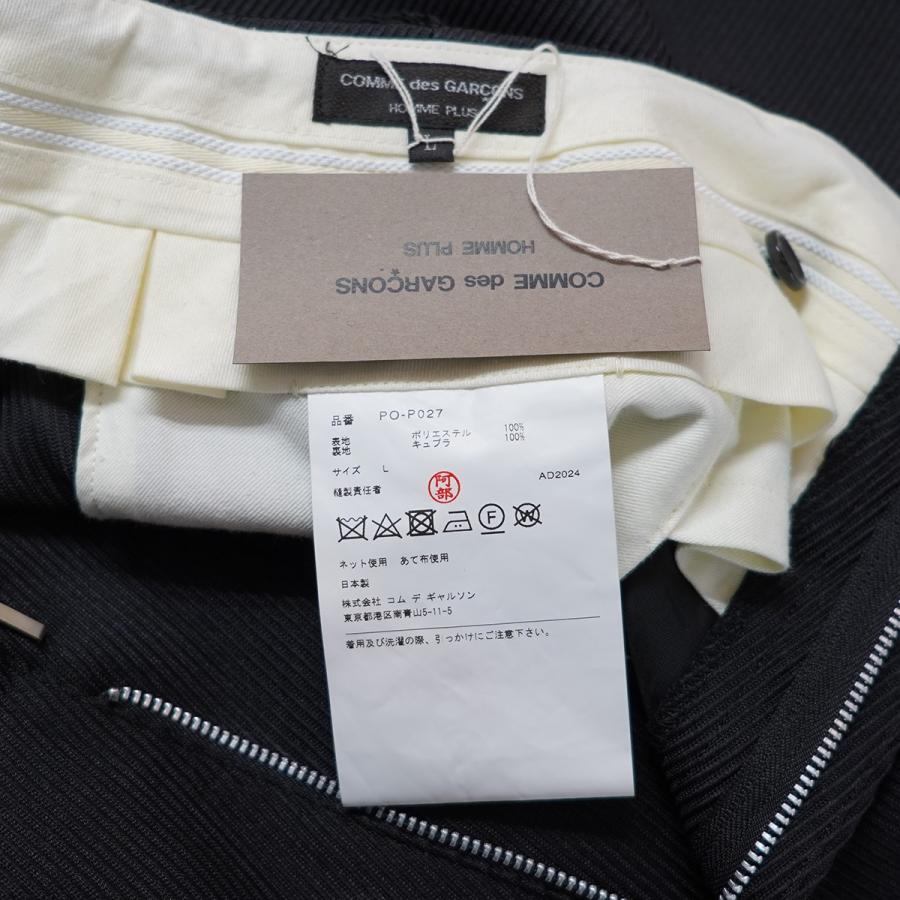 COMME des GARÇONS
HOMME PLUS
L
COMME des GARÇONS
HOMME PLUS
品番 PO-P027
表地 ポリエステル 100%
裏地 キュプラ 100%
サイズ L
縫製責任者 阿部 AD2024
F
W
ネット使用 あて布使用
日本製
株式会社 コム デ ギャルソン
東京都港区南青山5-11-5
着用及び洗濯の際、引っかけにご注意下さい。